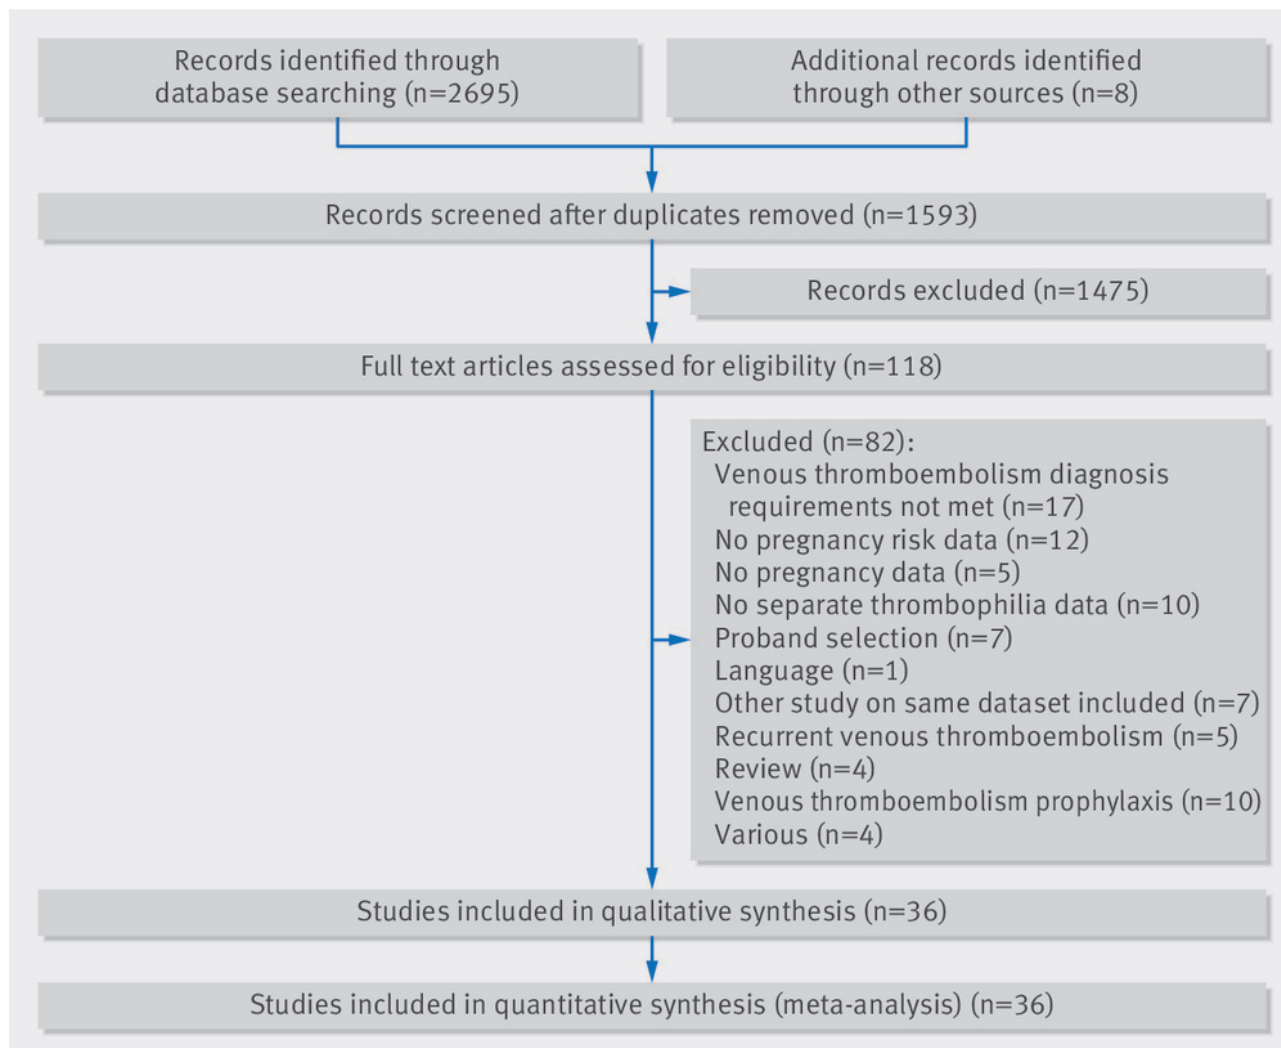 Records identified through
database searching (n=2695)
Additional records identified
through other sources (n=8)
Records screened after duplicates removed (n=1593)
Records excluded (n=1475)
Full text articles assessed for eligibility (n=118)
Excluded (n=82):
Venous thromboembolism diagnosis
requirements not met (n=17)
No pregnancy risk data (n=12)
No pregnancy data (n=5)
No separate thrombophilia data (n=10)
Proband selection (n=7)
Language (n=1)
Other study on same dataset included (n=7)
Recurrent venous thromboembolism (n=5)
Review (n=4)
Venous thromboembolism prophylaxis (n=10)
Various (n=4)
Studies included in qualitative synthesis (n=36)
Studies included in quantitative synthesis (meta-analysis) (n=36)